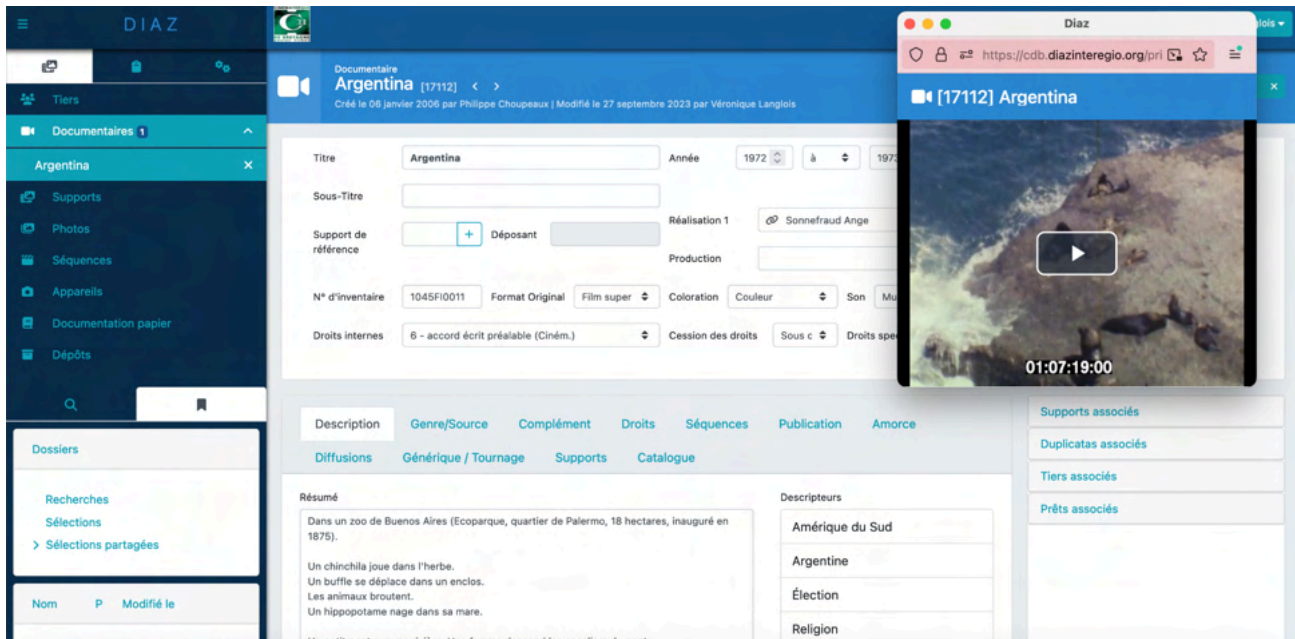 DIAZ
Tiers
Documentaires 1
Argentina
Supports
Photos
Séquences
Appareils
Documentation papier
Dépôts
Dossiers
Recherches
Sélections
Sélections partagées
Nom P Modifié le
Documentaire
Argentina [17112]
Créé le 06 janvier 2006 par Philippe Choupeaux | Modifié le 27 septembre 2023 par Véronique Langlois
Titre Argentina Année 1972 à 1973
Sous-Titre
Réalisation 1 Sonnefraud Ange
Support de référence + Déposant
Production
N° d'inventaire 1045FI0011 Format Original Film super Coloration Couleur Son Mu
Droits internes 6 - accord écrit préalable (Ciném.) Cession des droits Sous c Droits spe
Description Genre/Source Complément Droits Séquences Publication Amorce
Diffusions Générique / Tournage Supports Catalogue
Résumé
Dans un zoo de Buenos Aires (Ecoparque, quartier de Palermo, 18 hectares, inauguré en
1875).
Un chinchila joue dans l'herbe.
Un buffle se déplace dans un enclos.
Les animaux broutent.
Un hippopotame nage dans sa mare.
Descripteurs
Amérique du Sud
Argentine
Élection
Religion
Supports associés
Duplicatas associés
Tiers associés
Prêts associés
Diaz
https://cdb.diazinteregio.org/pri
lois
[17112] Argentina
01:07:19:00